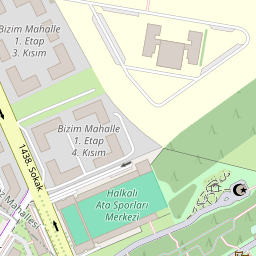 Bizim Mahalle
1. Etap
3. Kısım
Bizim Mahalle
1. Etap
4. Kısım
1438. Sokak
Halkalı
Ata Sporları
Merkezi
Mahallesi